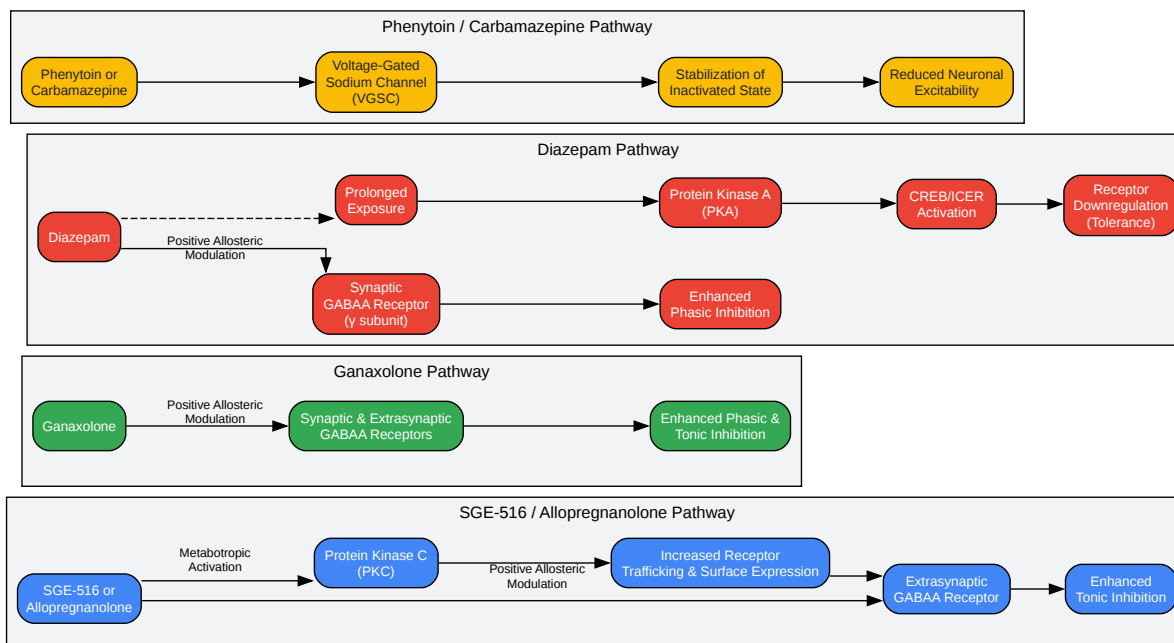 Phenytoin / Carbamazepine Pathway
Phenytoin or
Carbamazepine
Voltage-Gated
Sodium Channel
(VGSC)
Stabilization of
Inactivated State
Reduced Neuronal
Excitability
Diazepam Pathway
Diazepam
Positive Allosteric
Modulation
Prolonged
Exposure
Protein Kinase A
(PKA)
CREB/ICER
Activation
Receptor
Downregulation
(Tolerance)
Synaptic
GABAA Receptor
(γ subunit)
Enhanced
Phasic Inhibition
Ganaxolone Pathway
Ganaxolone
Positive Allosteric
Modulation
Synaptic & Extrasynaptic
GABAA Receptors
Enhanced Phasic &
Tonic Inhibition
SGE-516 / Allopregnanolone Pathway
SGE-516 or
Allopregnanolone
Metabotropic
Activation
Protein Kinase C
(PKC)
Positive Allosteric
Modulation
Increased Receptor
Trafficking & Surface Expression
Extrasynaptic
GABAA Receptor
Enhanced
Tonic Inhibition